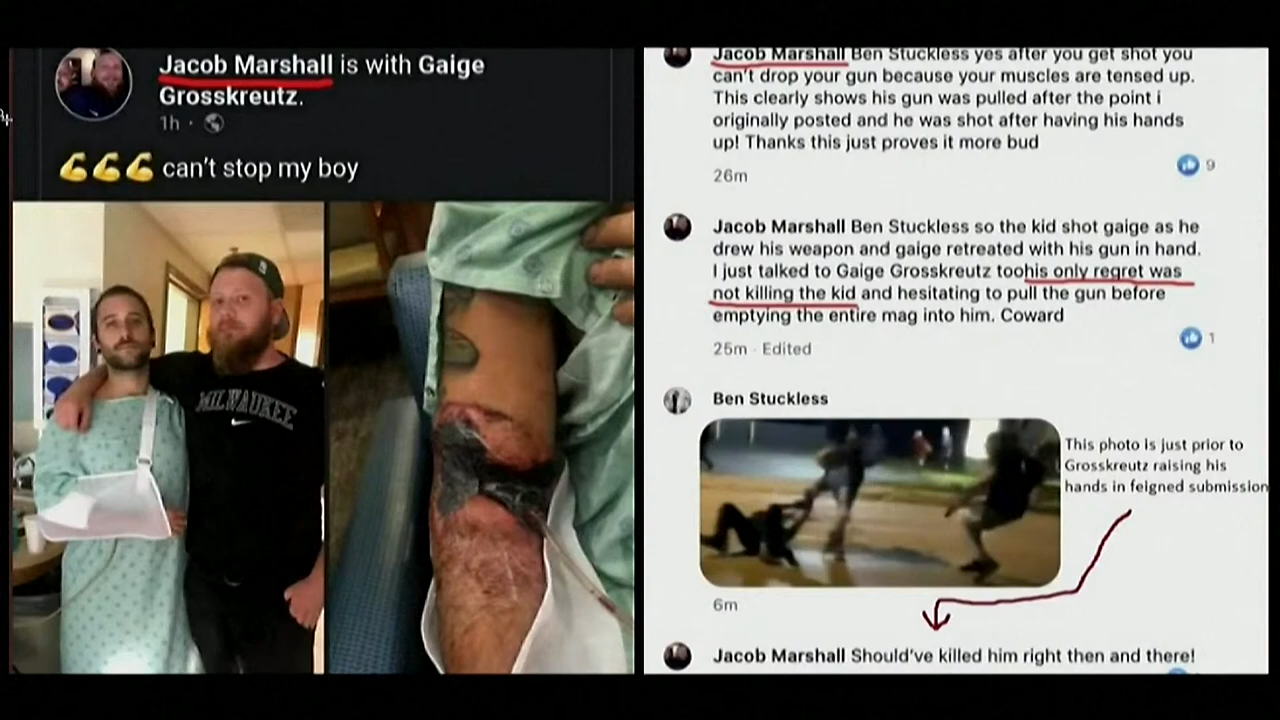 Jacob Marshall is with Gaige
Grosskreutz.
1h ·
💪💪💪 can't stop my boy
MILWAUKEE
Jacob Marshall Ben Stuckless yes after you get shot you
can't drop your gun because your muscles are tensed up.
This clearly shows his gun was pulled after the point i
originally posted and he was shot after having his hands
up! Thanks this just proves it more bud
9
26m
Jacob Marshall Ben Stuckless so the kid shot gaige as he
drew his weapon and gaige retreated with his gun in hand.
I just talked to Gaige Grosskreutz toohis only regret was
not killing the kid and hesitating to pull the gun before
emptying the entire mag into him. Coward
1
25m · Edited
Ben Stuckless
This photo is just prior to
Grosskreutz raising his
hands in feigned submission
6m
Jacob Marshall Should've killed him right then and there!